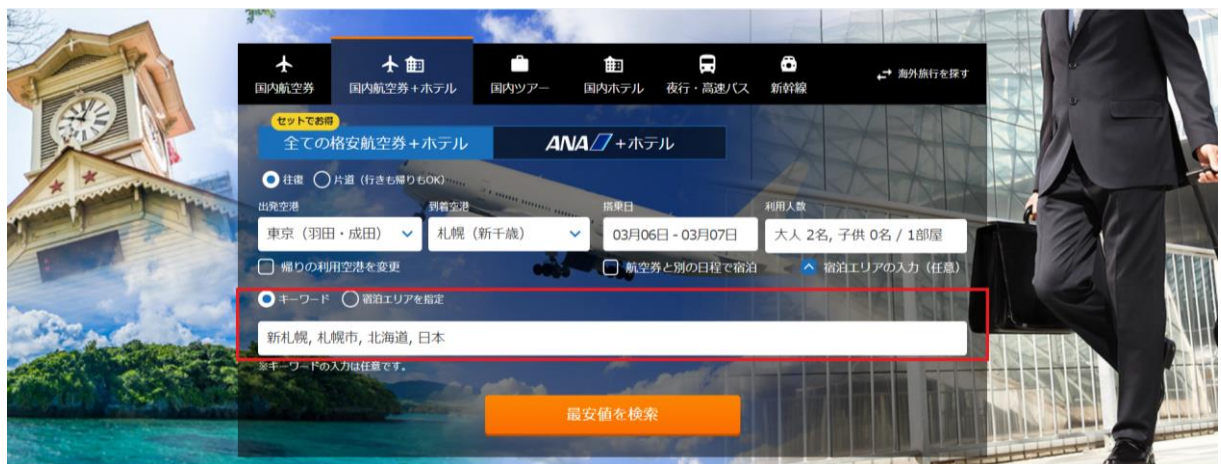 国内航空券 国内航空券+ホテル 国内ツアー 国内ホテル 夜行・高速バス 新幹線 海外旅行を探す
セットでお得
全ての格安航空券+ホテル ANA +ホテル
往復 片道（行きも帰りもOK）
出発空港 到着空港 搭乗日 利用人数
東京（羽田・成田） 札幌（新千歳） 03月06日 - 03月07日 大人 2名, 子供 0名 / 1部屋
帰りの利用空港を変更 航空券と別の日程で宿泊 宿泊エリアの入力（任意）
キーワード 宿泊エリアを指定
新札幌, 札幌市, 北海道, 日本
※キーワードの入力は任意です。
最安値を検索